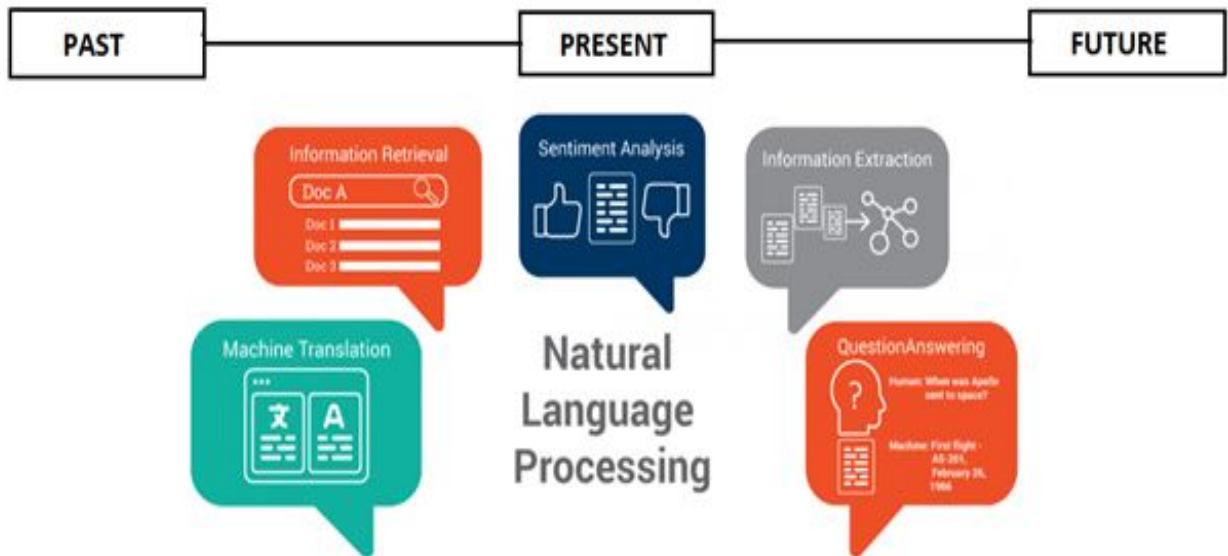 PAST
PRESENT
FUTURE
Information Retrieval
Doc A
Doc 1
Doc 2
Doc 3
Sentiment Analysis
Information Extraction
Machine Translation
文 A
Natural
Language
Processing
QuestionAnswering
?
Human: When was Apollo
sent to space?
Machine: First flight -
AS-201,
February 26,
1966